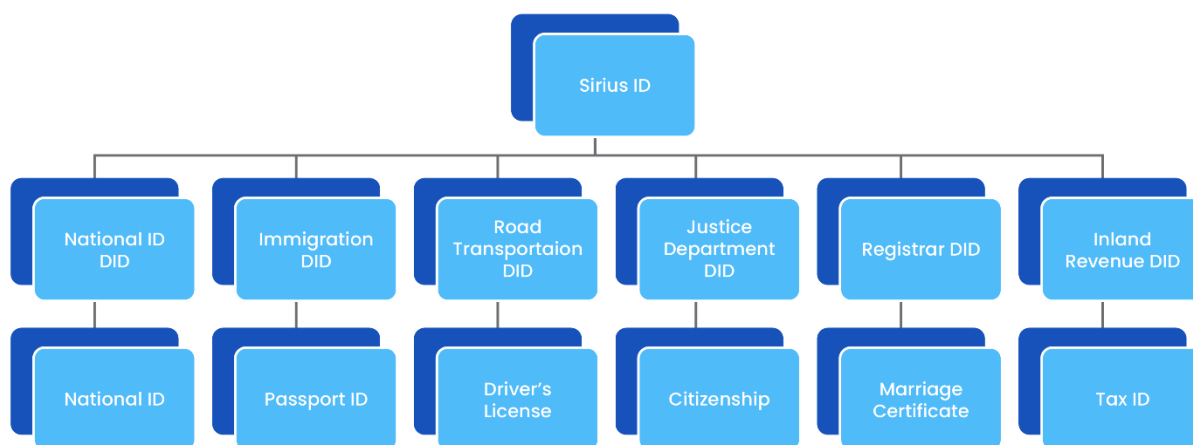 Sirius ID
National ID
DID
Immigration
DID
Road
Transportaion
DID
Justice
Department
DID
Registrar DID
Inland
Revenue DID
National ID
Passport ID
Driver’s
License
Citizenship
Marriage
Certificate
Tax ID